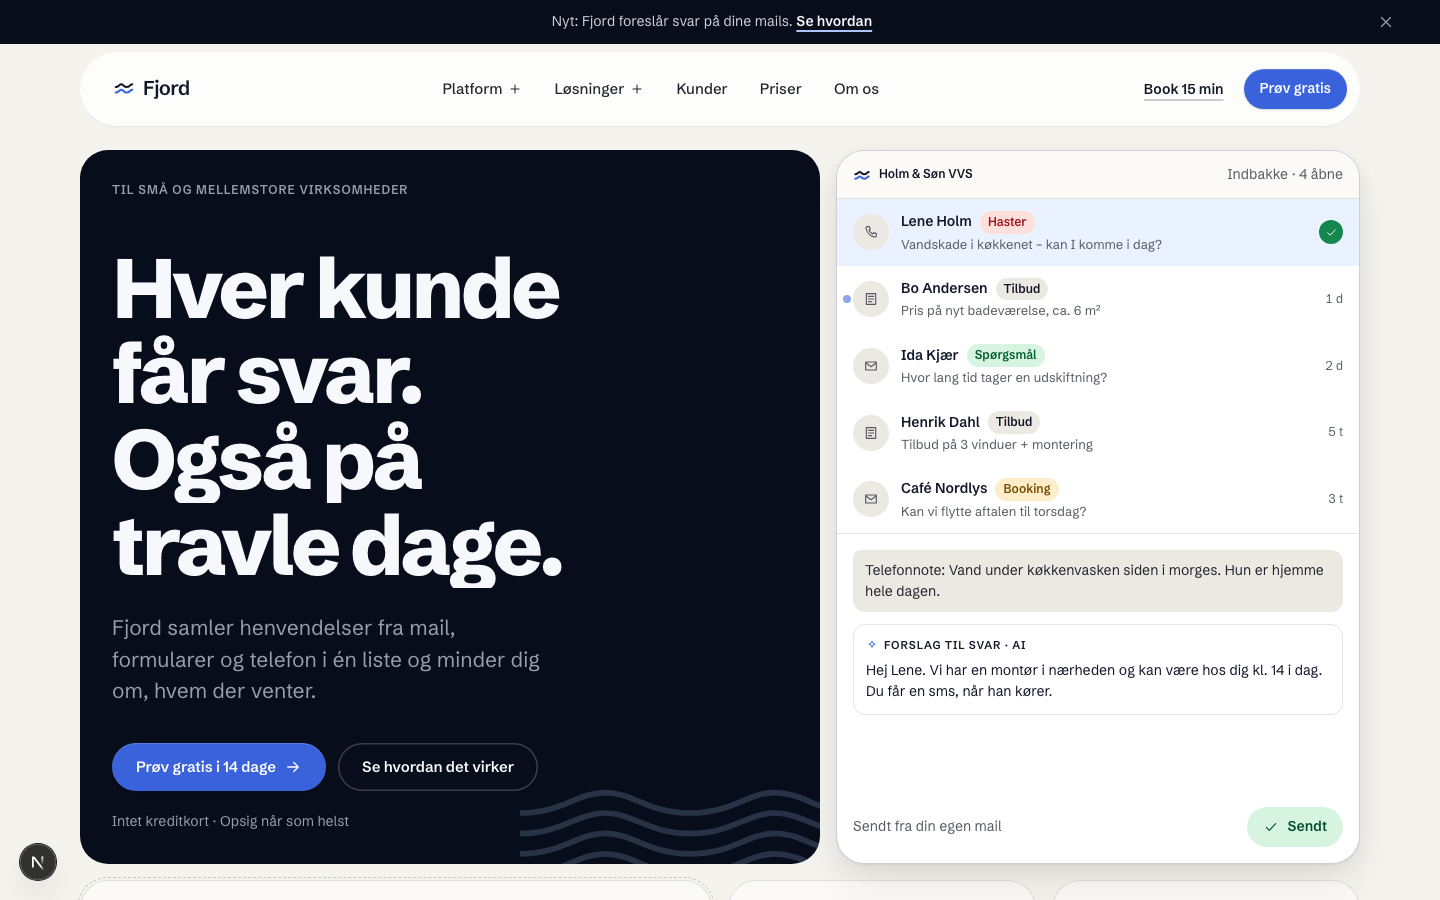 Nyt: Fjord foreslår svar på dine mails. Se hvordan
Fjord
Platform
Løsninger
Kunder
Priser
Om os
Book 15 min
Prøv gratis
TIL SMÅ OG MELLEMSTORE VIRKSOMHEDER
Hver kunde
får svar.
Også på
travle dage.
Fjord samler henvendelser fra mail,
formularer og telefon i én liste og minder dig
om, hvem der venter.
Prøv gratis i 14 dage
Se hvordan det virker
Intet kreditkort · Opsig når som helst
Holm & Søn VVS
Indbakke · 4 åbne
Lene Holm Haster
Vandskade i køkkenet – kan I komme i dag?
Bo Andersen Tilbud
Pris på nyt badeværelse, ca. 6 m²
1 d
Ida Kjær Spørgsmål
Hvor lang tid tager en udskiftning?
2 d
Henrik Dahl Tilbud
Tilbud på 3 vinduer + montering
5 t
Café Nordlys Booking
Kan vi flytte aftalen til torsdag?
3 t
Telefonnote: Vand under køkkenvasken siden i morges. Hun er hjemme
hele dagen.
FORSLAG TIL SVAR · AI
Hej Lene. Vi har en montør i nærheden og kan være hos dig kl. 14 i dag.
Du får en sms, når han kører.
Sendt fra din egen mail
Sendt
N